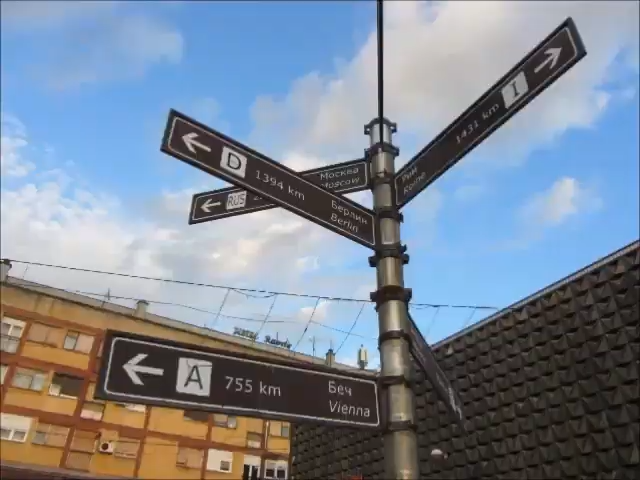 I
1431 km
Рим
Rome
D
1394 km
Берлин
Berlin
RUS
Москва
Moscow
A
755 km
Беч
Vienna